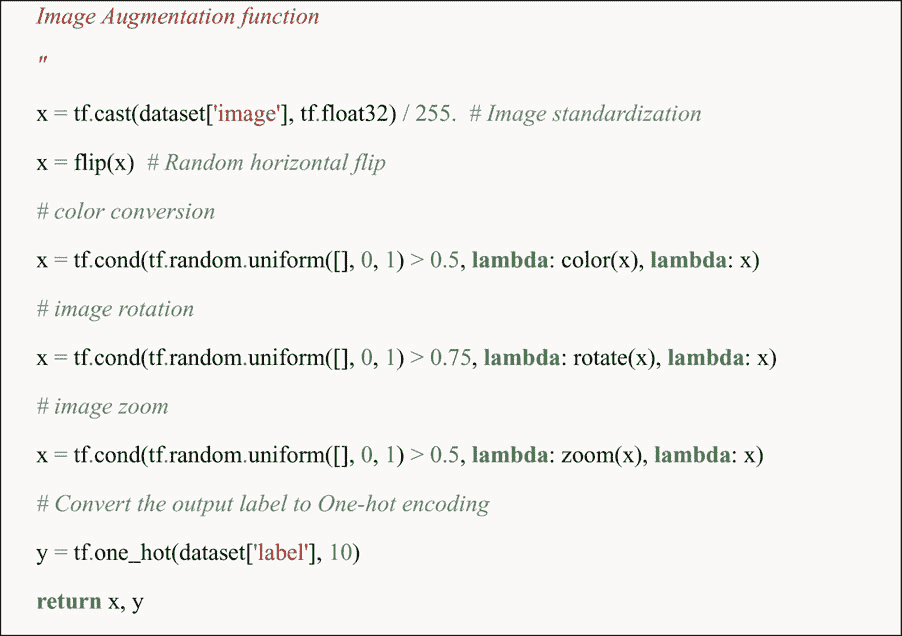 Image Augmentation function
"
x = tf.cast(dataset['image'], tf.float32) / 255. # Image standardization
x = flip(x) # Random horizontal flip
# color conversion
x = tf.cond(tf.random.uniform([], 0, 1) > 0.5, lambda: color(x), lambda: x)
# image rotation
x = tf.cond(tf.random.uniform([], 0, 1) > 0.75, lambda: rotate(x), lambda: x)
# image zoom
x = tf.cond(tf.random.uniform([], 0, 1) > 0.5, lambda: zoom(x), lambda: x)
# Convert the output label to One-hot encoding
y = tf.one_hot(dataset['label'], 10)
return x, y